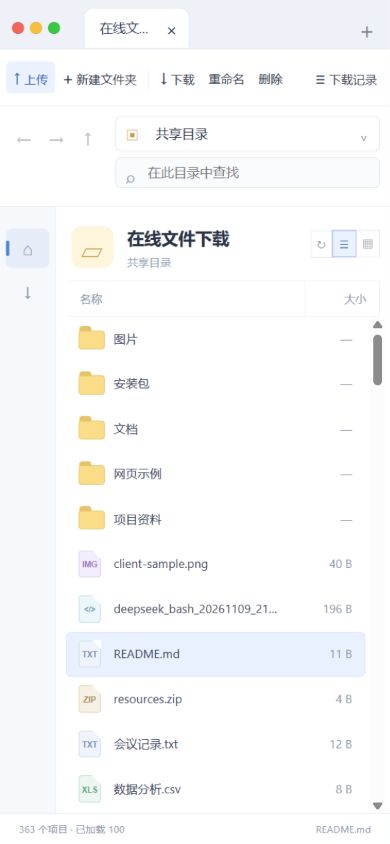 在线文...
上传 新建文件夹 下载 重命名 删除 下载记录
共享目录
在此目录中查找
在线文件下载
共享目录
名称 大小
图片 —
安装包 —
文档 —
网页示例 —
项目资料 —
IMG client-sample.png 40 B
</> deepseek_bash_20261109_21... 196 B
TXT README.md 11 B
ZIP resources.zip 4 B
TXT 会议记录.txt 12 B
XLS 数据分析.csv 8 B
363 个项目 · 已加载 100 README.md